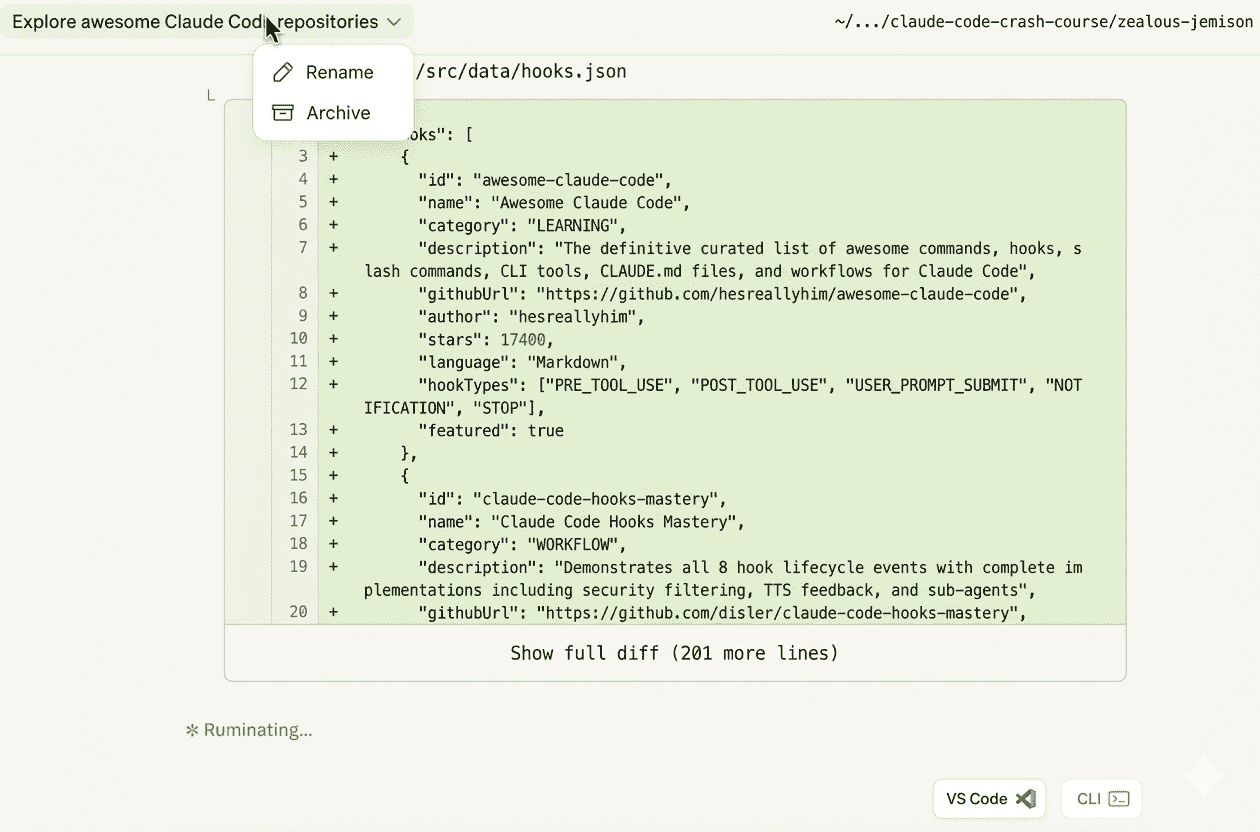 Explore awesome Claude Code repositories
~/.../claude-code-crash-course/zealous-jemison
Rename
Archive
/src/data/hooks.json
oks": [
3 + {
4 + "id": "awesome-claude-code",
5 + "name": "Awesome Claude Code",
6 + "category": "LEARNING",
7 + "description": "The definitive curated list of awesome commands, hooks, s
lash commands, CLI tools, CLAUDE.md files, and workflows for Claude Code",
8 + "githubUrl": "https://github.com/hesreallyhim/awesome-claude-code",
9 + "author": "hesreallyhim",
10 + "stars": 17400,
11 + "language": "Markdown",
12 + "hookTypes": ["PRE_TOOL_USE", "POST_TOOL_USE", "USER_PROMPT_SUBMIT", "NOT
IFICATION", "STOP"],
13 + "featured": true
14 + },
15 + {
16 + "id": "claude-code-hooks-mastery",
17 + "name": "Claude Code Hooks Mastery",
18 + "category": "WORKFLOW",
19 + "description": "Demonstrates all 8 hook lifecycle events with complete im
plementations including security filtering, TTS feedback, and sub-agents",
20 + "githubUrl": "https://github.com/disler/claude-code-hooks-mastery",
Show full diff (201 more lines)
Ruminating...
VS Code
CLI